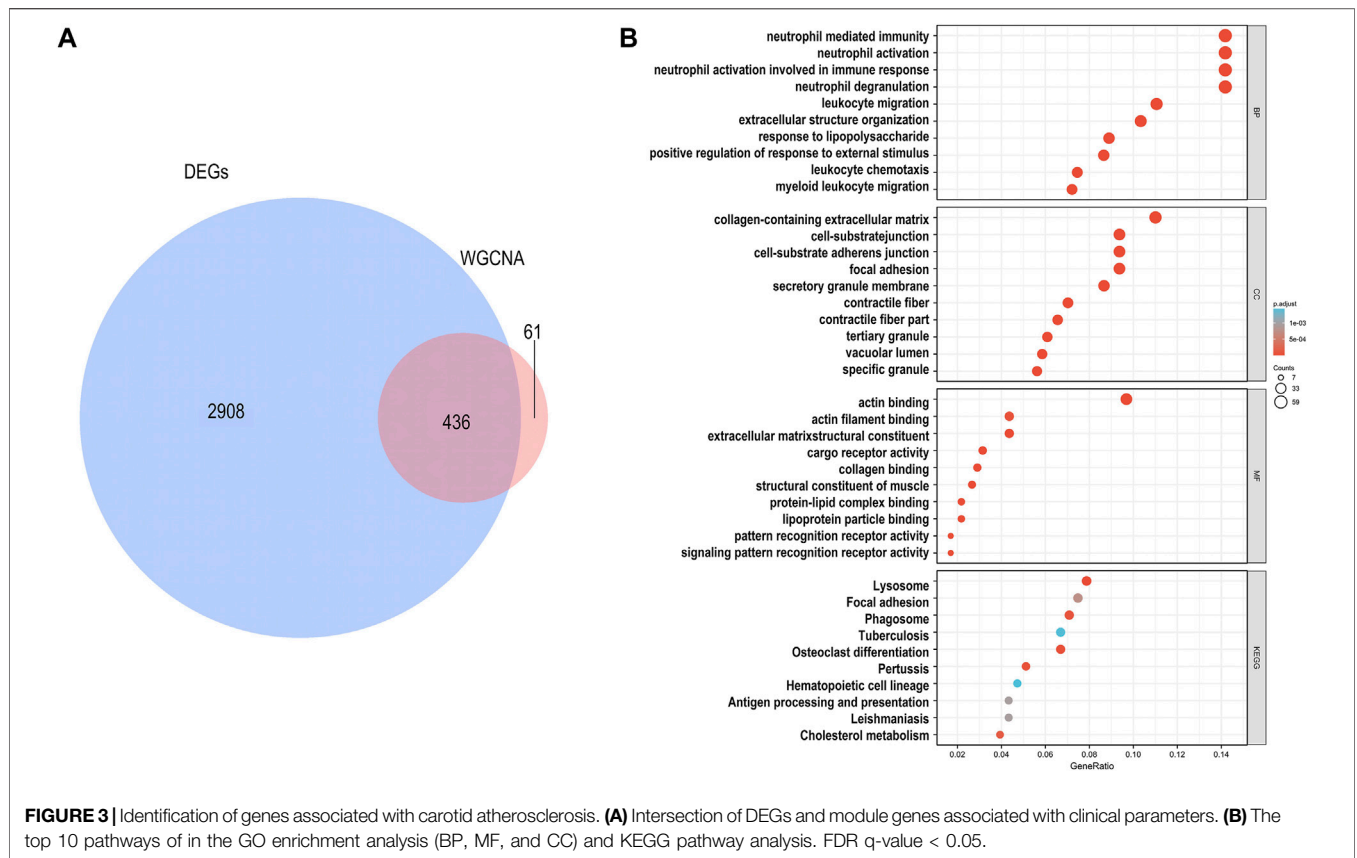 A
DEGs
WGCNA
61
2908
436
B
neutrophil mediated immunity
neutrophil activation
neutrophil activation involved in immune response
neutrophil degranulation
leukocyte migration
extracellular structure organization
response to lipopolysaccharide
positive regulation of response to external stimulus
leukocyte chemotaxis
myeloid leukocyte migration
BP
collagen-containing extracellular matrix
cell-substratejunction
cell-substrate adherens junction
focal adhesion
secretory granule membrane
contractile fiber
contractile fiber part
tertiary granule
vacuolar lumen
specific granule
CC
actin binding
actin filament binding
extracellular matrixstructural constituent
cargo receptor activity
collagen binding
structural constituent of muscle
protein-lipid complex binding
lipoprotein particle binding
pattern recognition receptor activity
signaling pattern recognition receptor activity
MF
Lysosome
Focal adhesion
Phagosome
Tuberculosis
Osteoclast differentiation
Pertussis
Hematopoietic cell lineage
Antigen processing and presentation
Leishmaniasis
Cholesterol metabolism
KEGG
0.02 0.04 0.06 0.08 0.10 0.12 0.14
GeneRatio
p.adjust
1e-03
5e-04
Counts
7
33
59
FIGURE 3 | Identification of genes associated with carotid atherosclerosis. (A) Intersection of DEGs and module genes associated with clinical parameters. (B) The
top 10 pathways of in the GO enrichment analysis (BP, MF, and CC) and KEGG pathway analysis. FDR q-value < 0.05.